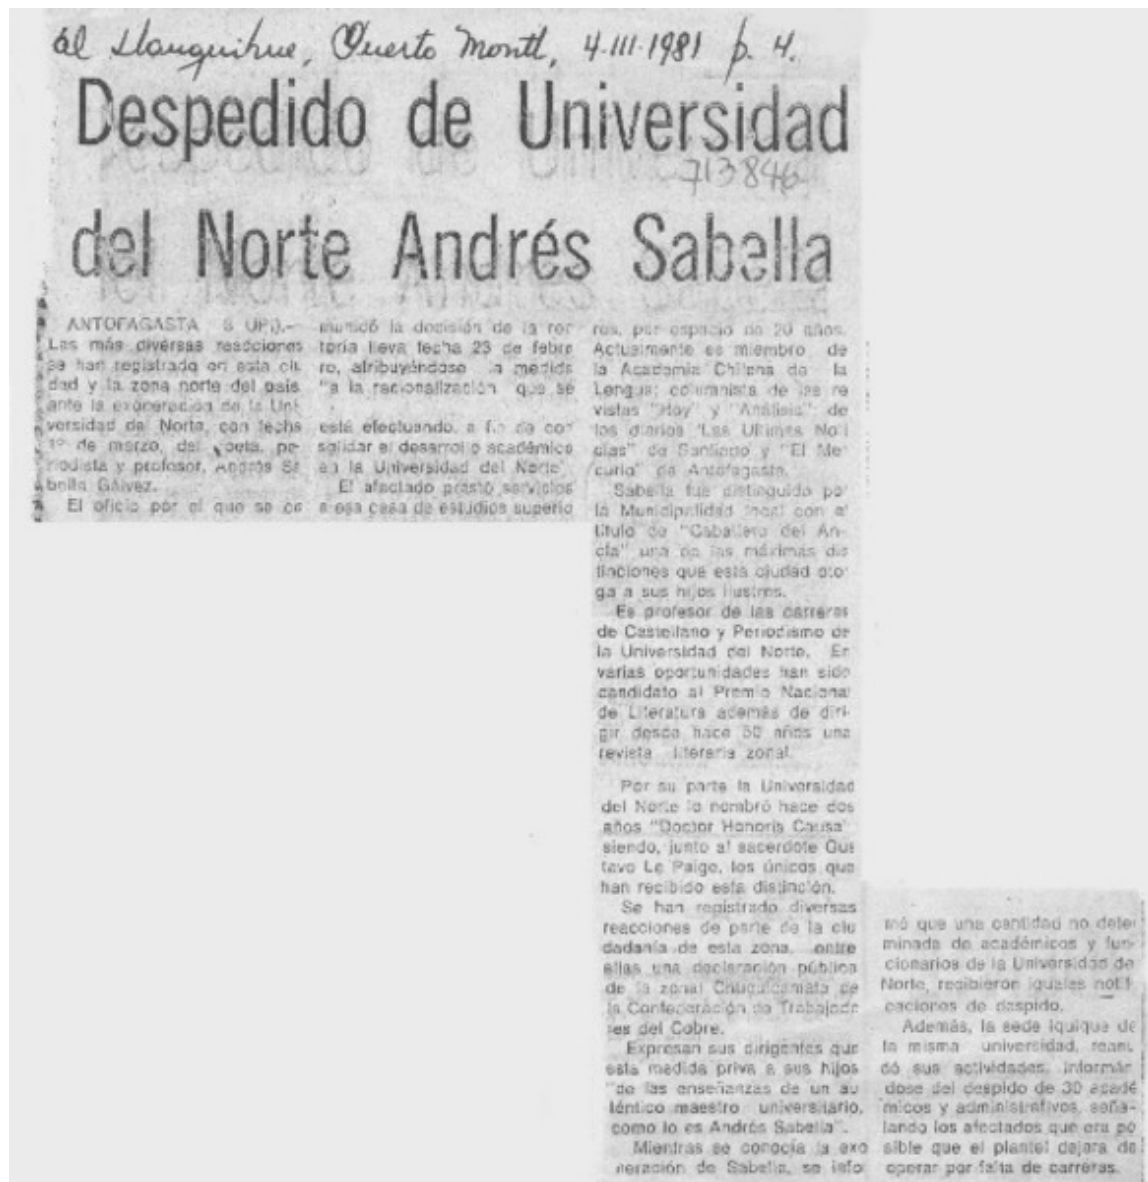 El Llanquihue, Puerto Montt, 4-III-1981 p. 4.
Despedido de Universidad
713846
del Norte Andrés Sabella
ANTOFAGASTA UPI).—
Las más diversas reacciones
se han registrado en esta ciu
dad y la zona norte del país
ante la exoneración de la Uni
versidad del Norte, con fecha
1º de marzo, del poeta, pe-
riodista y profesor, Andrés Sa
bella Gálvez.
El oficio por el que se co
municó la decisión de la rec
toría lleva fecha 23 de febre
ro, atribuyéndose la medida
"a la racionalización que se
está efectuando, a fin de con
solidar el desarrollo académico
en la Universidad del Norte".
El afectado prestó servicios
a esa casa de estudios superio
res, por espacio de 20 años.
Actualmente es miembro de
la Academia Chilena de la
Lengua; columnista de las re
vistas "Hoy" y "Análisis"; de
los diarios "Las Ultimas Noti
cias" de Santiago y "El Mer
curio" de Antofagasta.
Sabella fue distinguido por
la Municipalidad local con el
título de "Caballero del An-
cla" una de las máximas dis
tinciones que esta ciudad otor
ga a sus hijos ilustres.
Es profesor de las carreras
de Castellano y Periodismo de
la Universidad del Norte. En
varias oportunidades han sido
candidato al Premio Nacional
de Literatura además de diri-
gir desde hace 50 años una
revista literaria zonal.
Por su parte la Universidad
del Norte lo nombró hace dos
años "Doctor Honoris Causa"
siendo, junto al sacerdote Gus
tavo Le Paige, los únicos que
han recibido esta distinción.
Se han registrado diversas
reacciones de parte de la ciu
dadanía de esta zona, entre
ellas una declaración pública
de la zonal Chuquicamata de
la Confederación de Trabajado
res del Cobre.
Expresan sus dirigentes que
esta medida priva a sus hijos
"de las enseñanzas de un au
téntico maestro universitario,
como lo es Andrés Sabella".
Mientras se conocía la exo
neración de Sabella, se infor
mó que una cantidad no deter
minada de académicos y fun-
cionarios de la Universidad del
Norte, recibieron iguales notifi
caciones de despido.
Además, la sede Iquique de
la misma universidad, reanu
dó sus actividades, informán
dose del despido de 30 acadé
micos y administrativos, seña-
lando los afectados que era po
sible que el plantel dejara de
operar por falta de carreras.